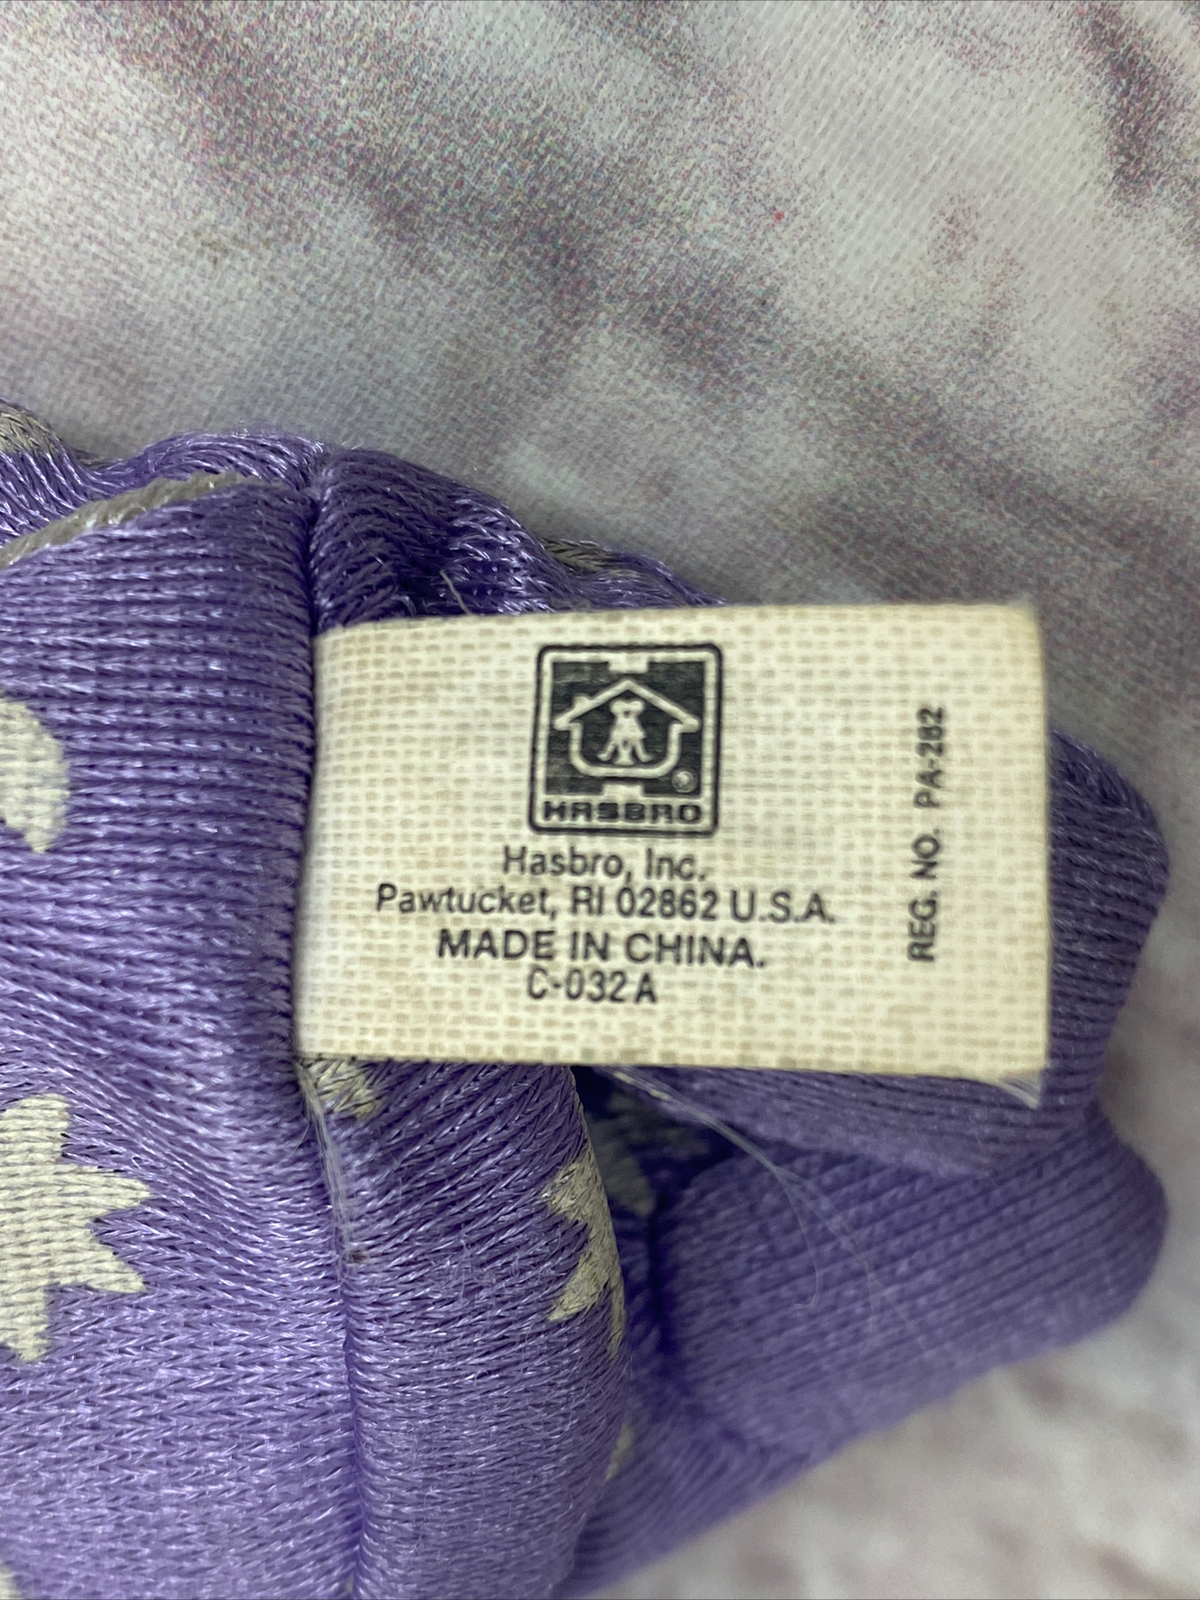 HASBRO
Hasbro, Inc.
Pawtucket, RI 02862 U.S.A.
MADE IN CHINA.
C-032A
REG. NO. PA-282